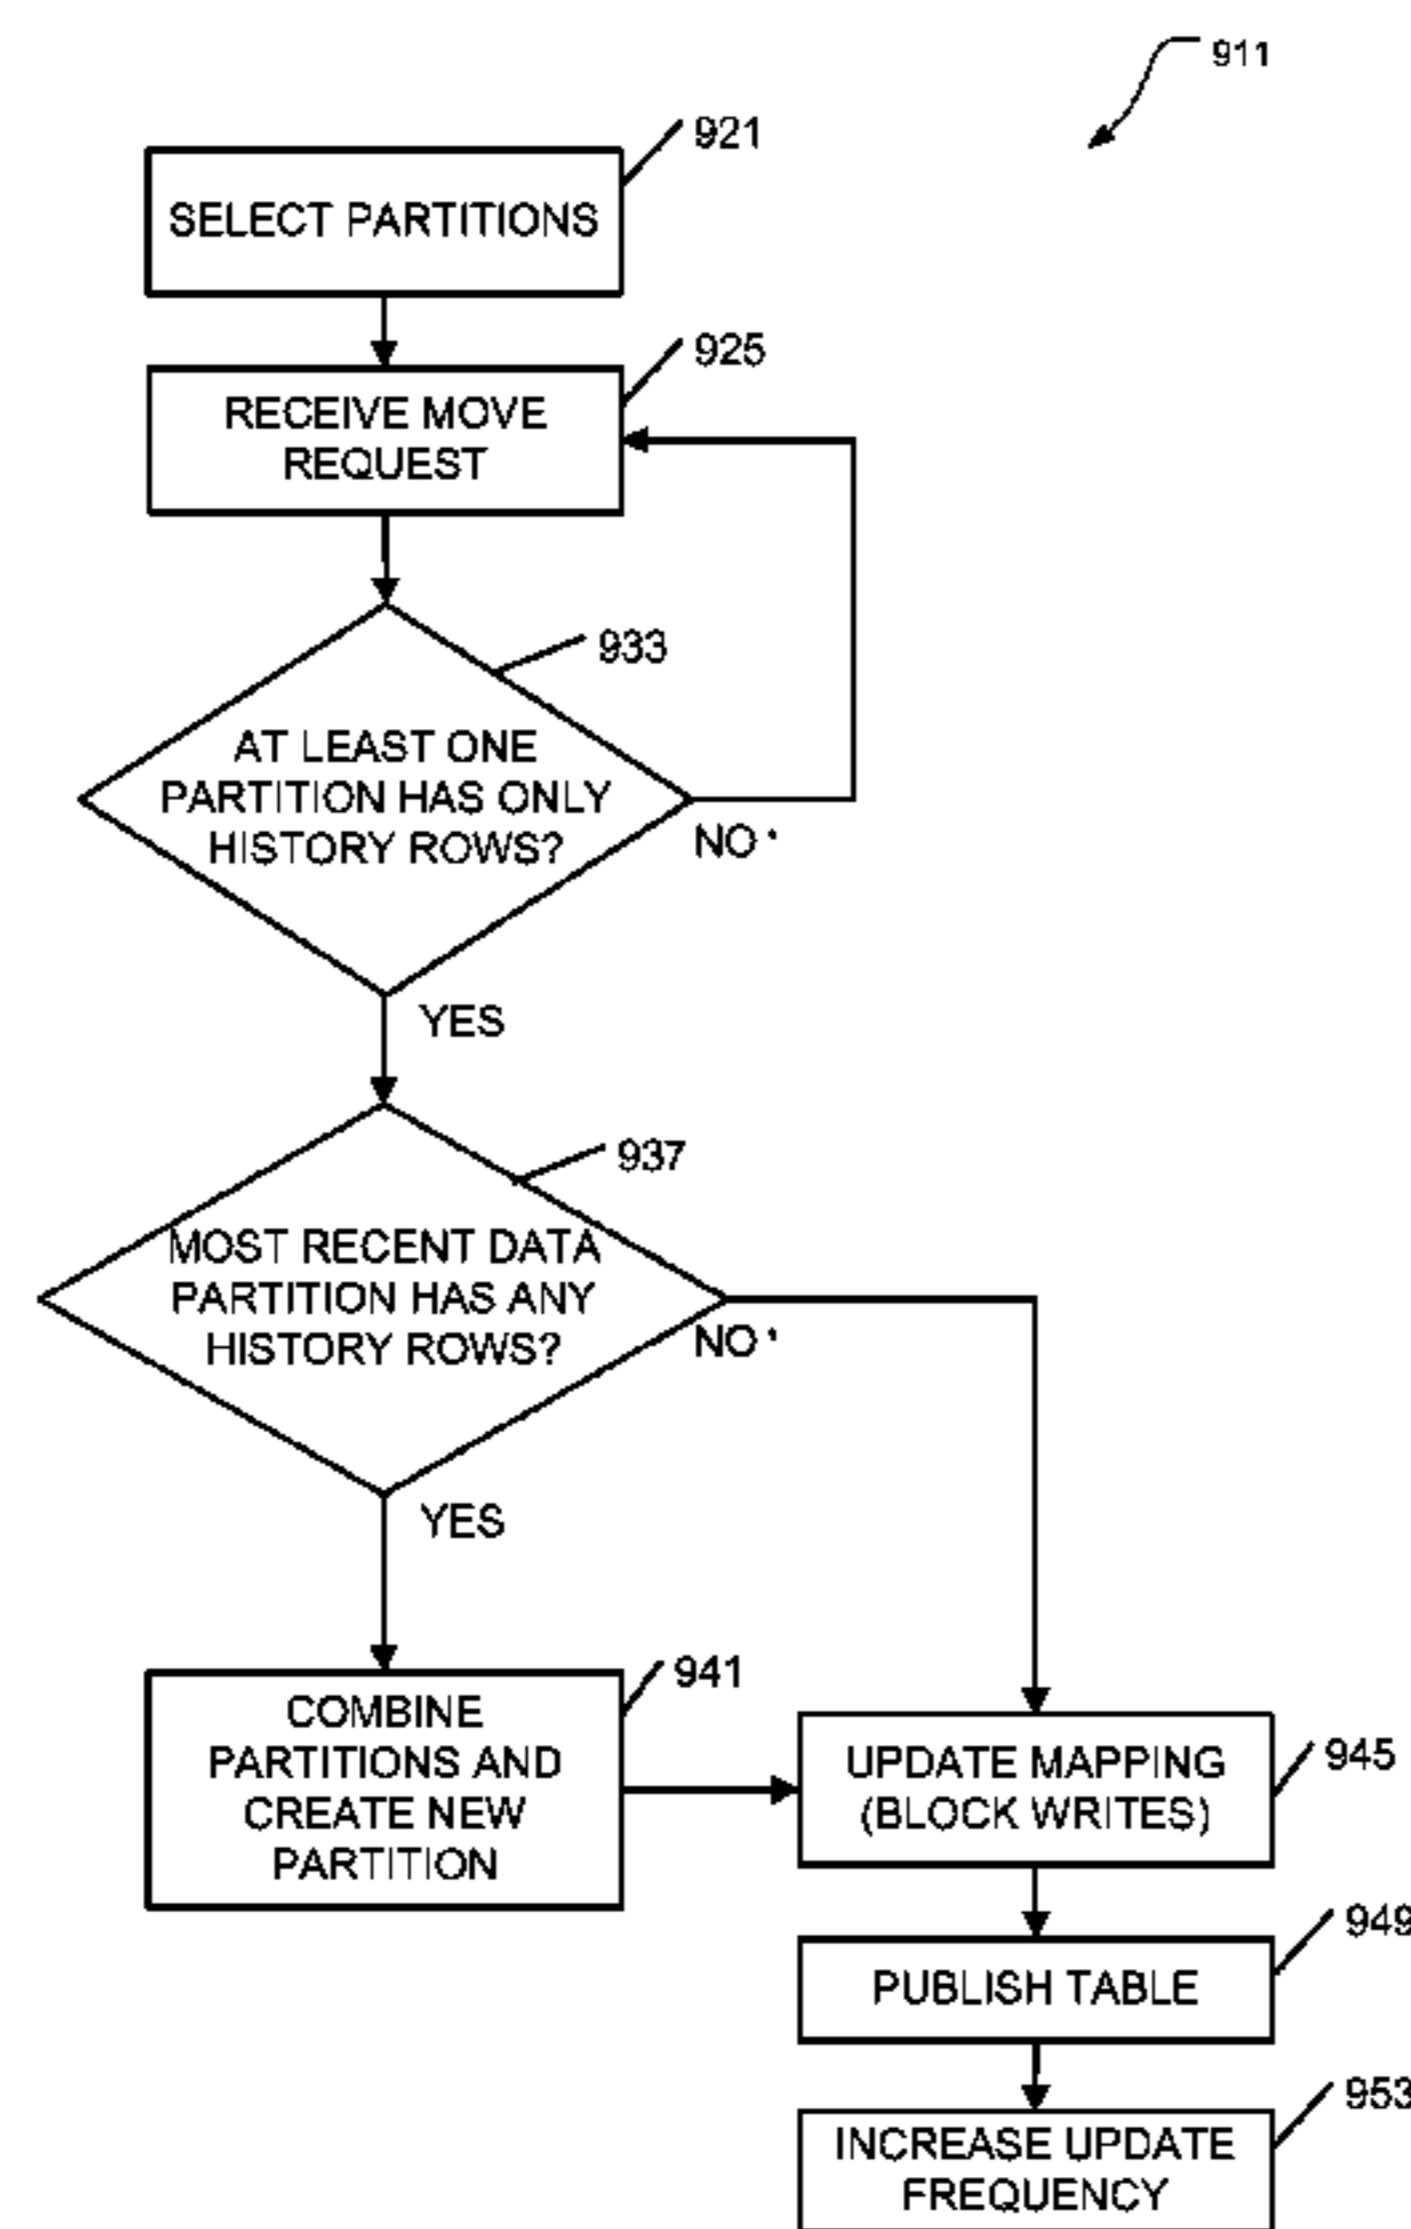 911
921
SELECT PARTITIONS
925
RECEIVE MOVE
REQUEST
933
AT LEAST ONE
PARTITION HAS ONLY
HISTORY ROWS?
NO
YES
937
MOST RECENT DATA
PARTITION HAS ANY
HISTORY ROWS?
NO
YES
941
COMBINE
PARTITIONS AND
CREATE NEW
PARTITION
945
UPDATE MAPPING
(BLOCK WRITES)
949
PUBLISH TABLE
953
INCREASE UPDATE
FREQUENCY